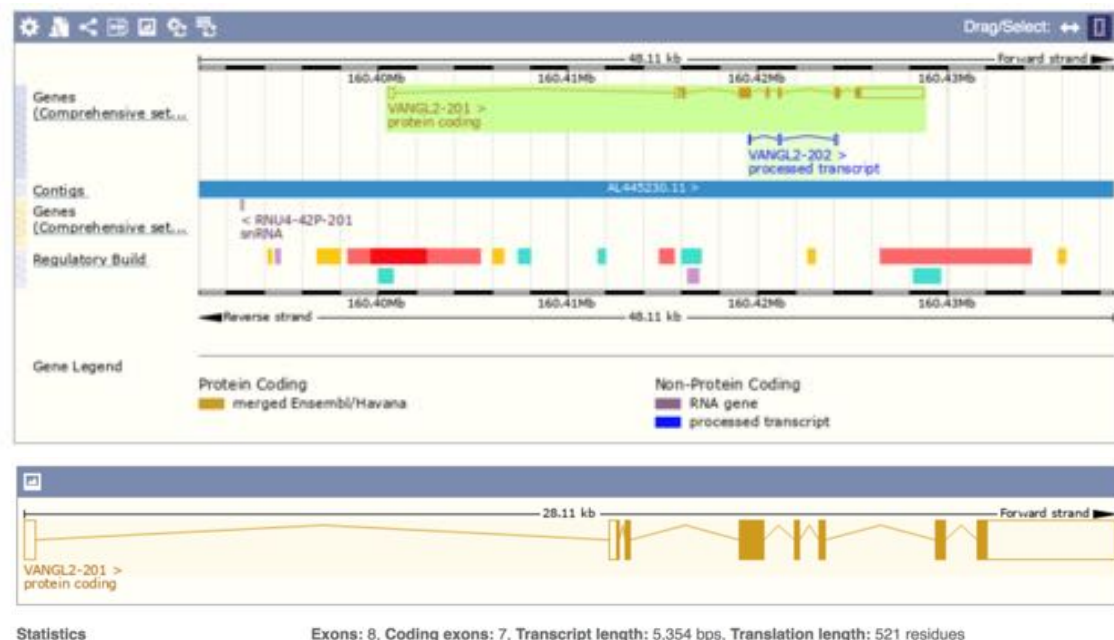 Drag/Select:
48.11 kb Forward strand
160.40Mb 160.41Mb 160.42Mb 160.43Mb
Genes
(Comprehensive set...
VANGL2-201 >
protein coding
VANGL2-202 >
processed transcript
Contigs
AL445230.11 >
Genes
(Comprehensive set...
< RNU4-42P-201
snRNA
Regulatory Build
160.40Mb 160.41Mb 160.42Mb 160.43Mb
Reverse strand 48.11 kb
Gene Legend
Protein Coding Non-Protein Coding
merged Ensembl/Havana RNA gene
processed transcript
28.11 kb Forward strand
VANGL2-201 >
protein coding
Statistics Exons: 8, Coding exons: 7, Transcript length: 5,354 bps, Translation length: 521 residues